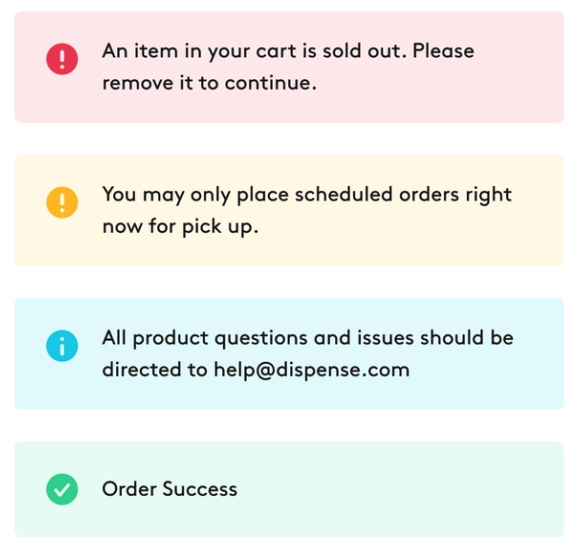 An item in your cart is sold out. Please
remove it to continue.
You may only place scheduled orders right
now for pick up.
All product questions and issues should be
directed to help@dispense.com
Order Success